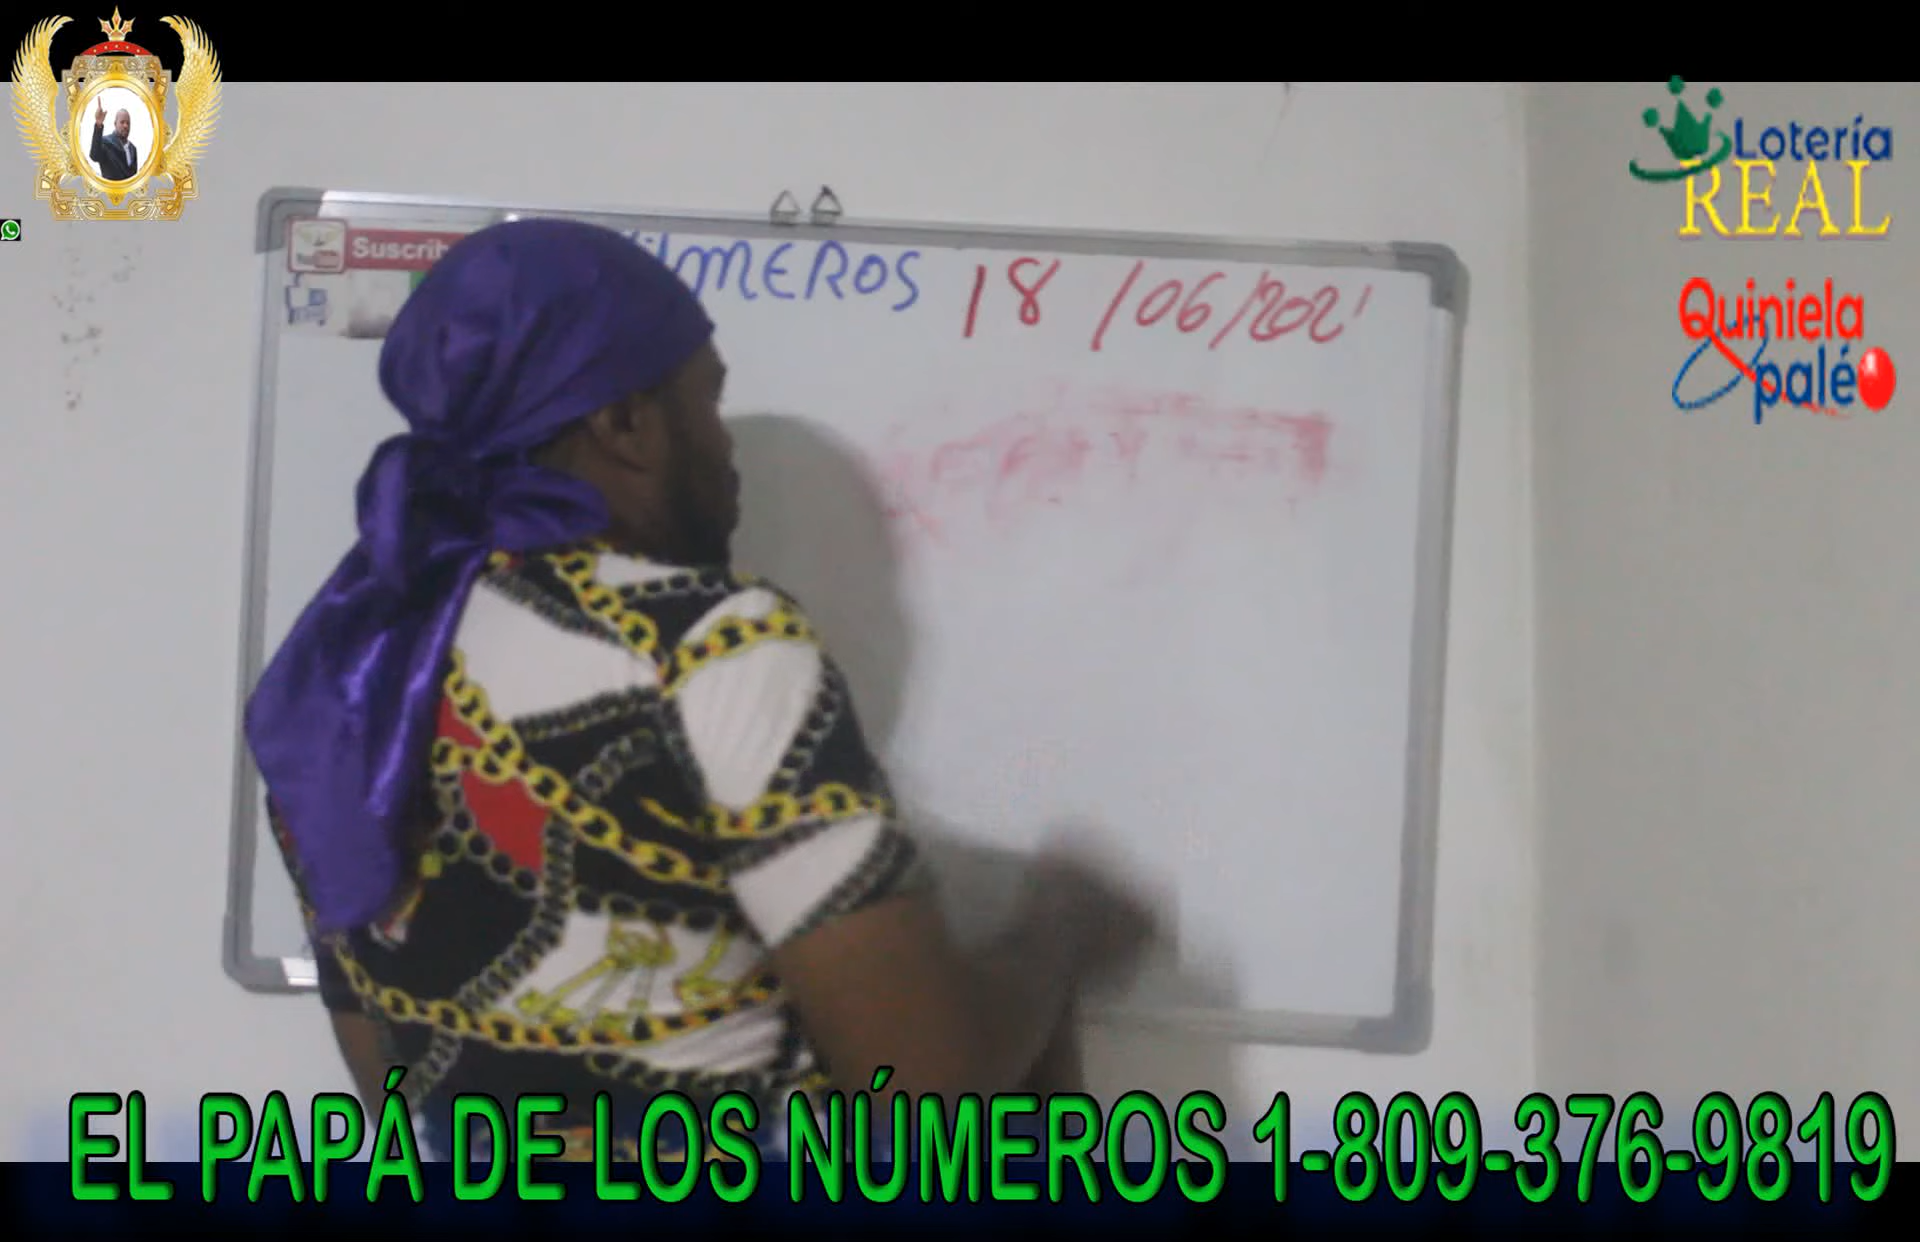 Lotería
REAL
Quiniela
palé
Suscrib
NÚMEROS 18/06/2021
EL PAPÁ DE LOS NÚMEROS 1-809-376-9819